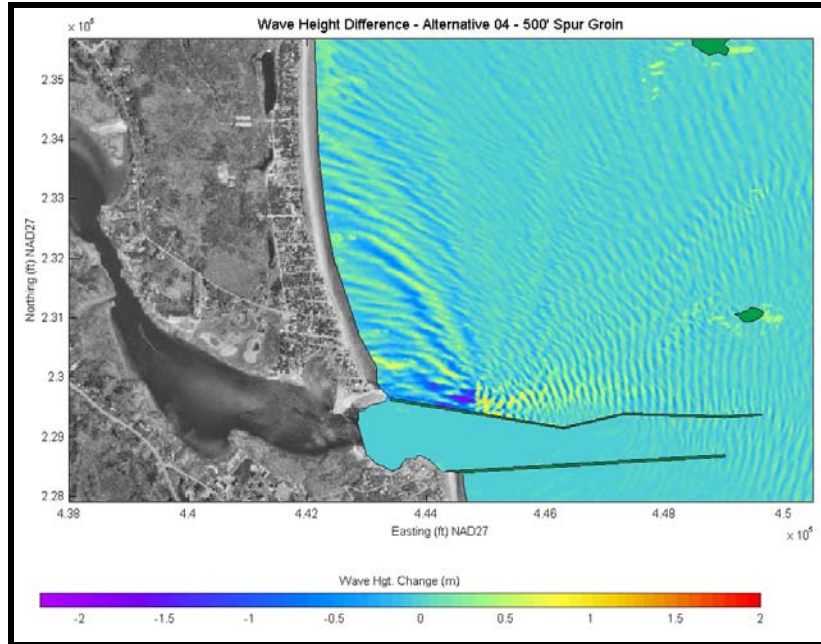 Wave Height Difference - Alternative 04 - 500' Spur Groin
× 10⁵
2.35
2.34
2.33
2.32
2.31
2.3
2.29
2.28
Northing (ft) NAD27
4.38 4.4 4.42 4.44 4.46 4.48 4.5
× 10⁵
Easting (ft) NAD27
Wave Hgt. Change (m)
-2 -1.5 -1 -0.5 0 0.5 1 1.5 2